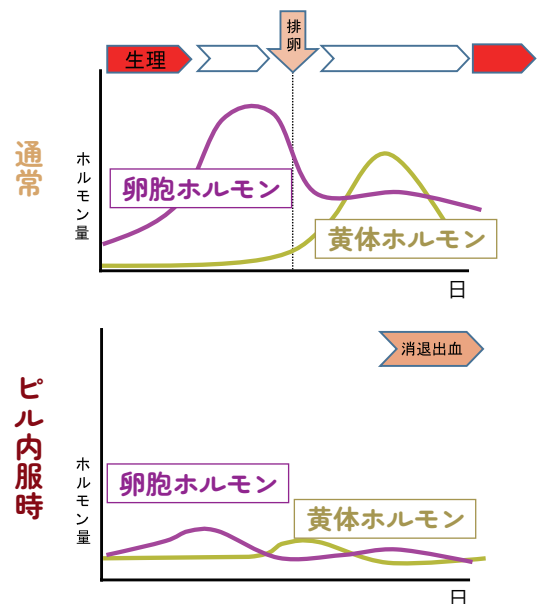 排卵
生理
通常
ホルモン量
卵胞ホルモン
黄体ホルモン
日
消退出血
ピル内服時
ホルモン量
卵胞ホルモン
黄体ホルモン
日